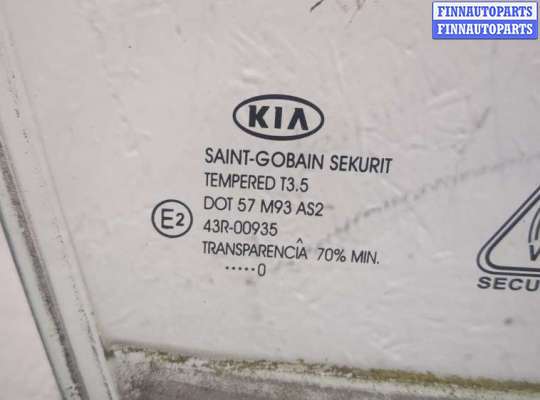 FINNAUTOPARTS
FINNAUTOPARTS
KIA
SAINT-GOBAIN SEKURIT
TEMPERED T3.5
DOT 57 M93 AS2
E2
43R-00935
TRANSPARENCIÂ 70% MIN.
•••••0
SECU